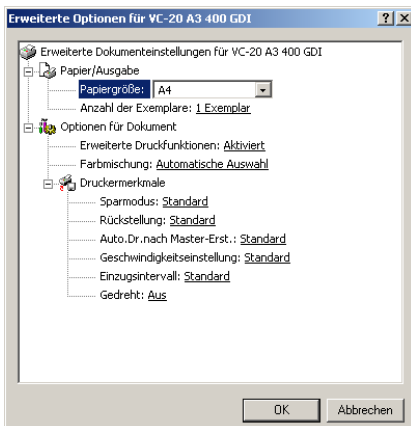 Erweiterte Optionen für VC-20 A3 400 GDI
Erweiterte Dokumenteinstellungen für VC-20 A3 400 GDI
Papier/Ausgabe
Papiergröße: A4
Anzahl der Exemplare: 1 Exemplar
Optionen für Dokument
Erweiterte Druckfunktionen: Aktiviert
Farbmischung: Automatische Auswahl
Druckermerkmale
Sparmodus: Standard
Rückstellung: Standard
Auto.Dr.nach Master-Erst.: Standard
Geschwindigkeitseinstellung: Standard
Einzugsintervall: Standard
Gedreht: Aus
OK Abbrechen